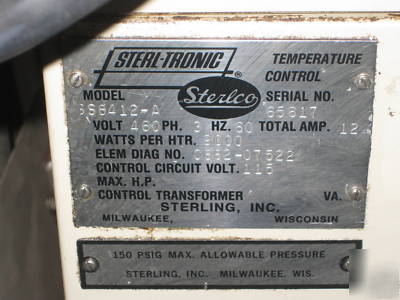 STERL-TRONIC
Sterlco
TEMPERATURE
CONTROL
MODEL SERIAL NO.
SS6412-A 65617
VOLT 460 PH. 3 HZ. 60 TOTAL AMP. 12
WATTS PER HTR. 9000
ELEM DIAG NO.
CONTROL CIRCUIT VOLT. 115
MAX. H.P.
CONTROL TRANSFORMER VA.
STERLING, INC.
MILWAUKEE, WISCONSIN
150 PSIG MAX. ALLOWABLE PRESSURE
STERLING, INC. MILWAUKEE, WIS.